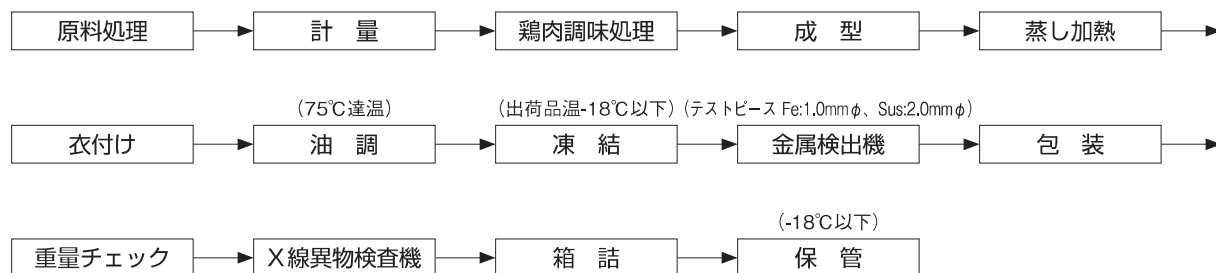 原料処理 計 量 鶏肉調味処理 成 型 蒸し加熱
(75℃達温) (出荷品温-18℃以下) (テストピース Fe:1.0mmφ、Sus:2.0mmφ)
衣付け 油 調 凍 結 金属検出機 包 装
(-18℃以下)
重量チェック X線異物検査機 箱 詰 保 管